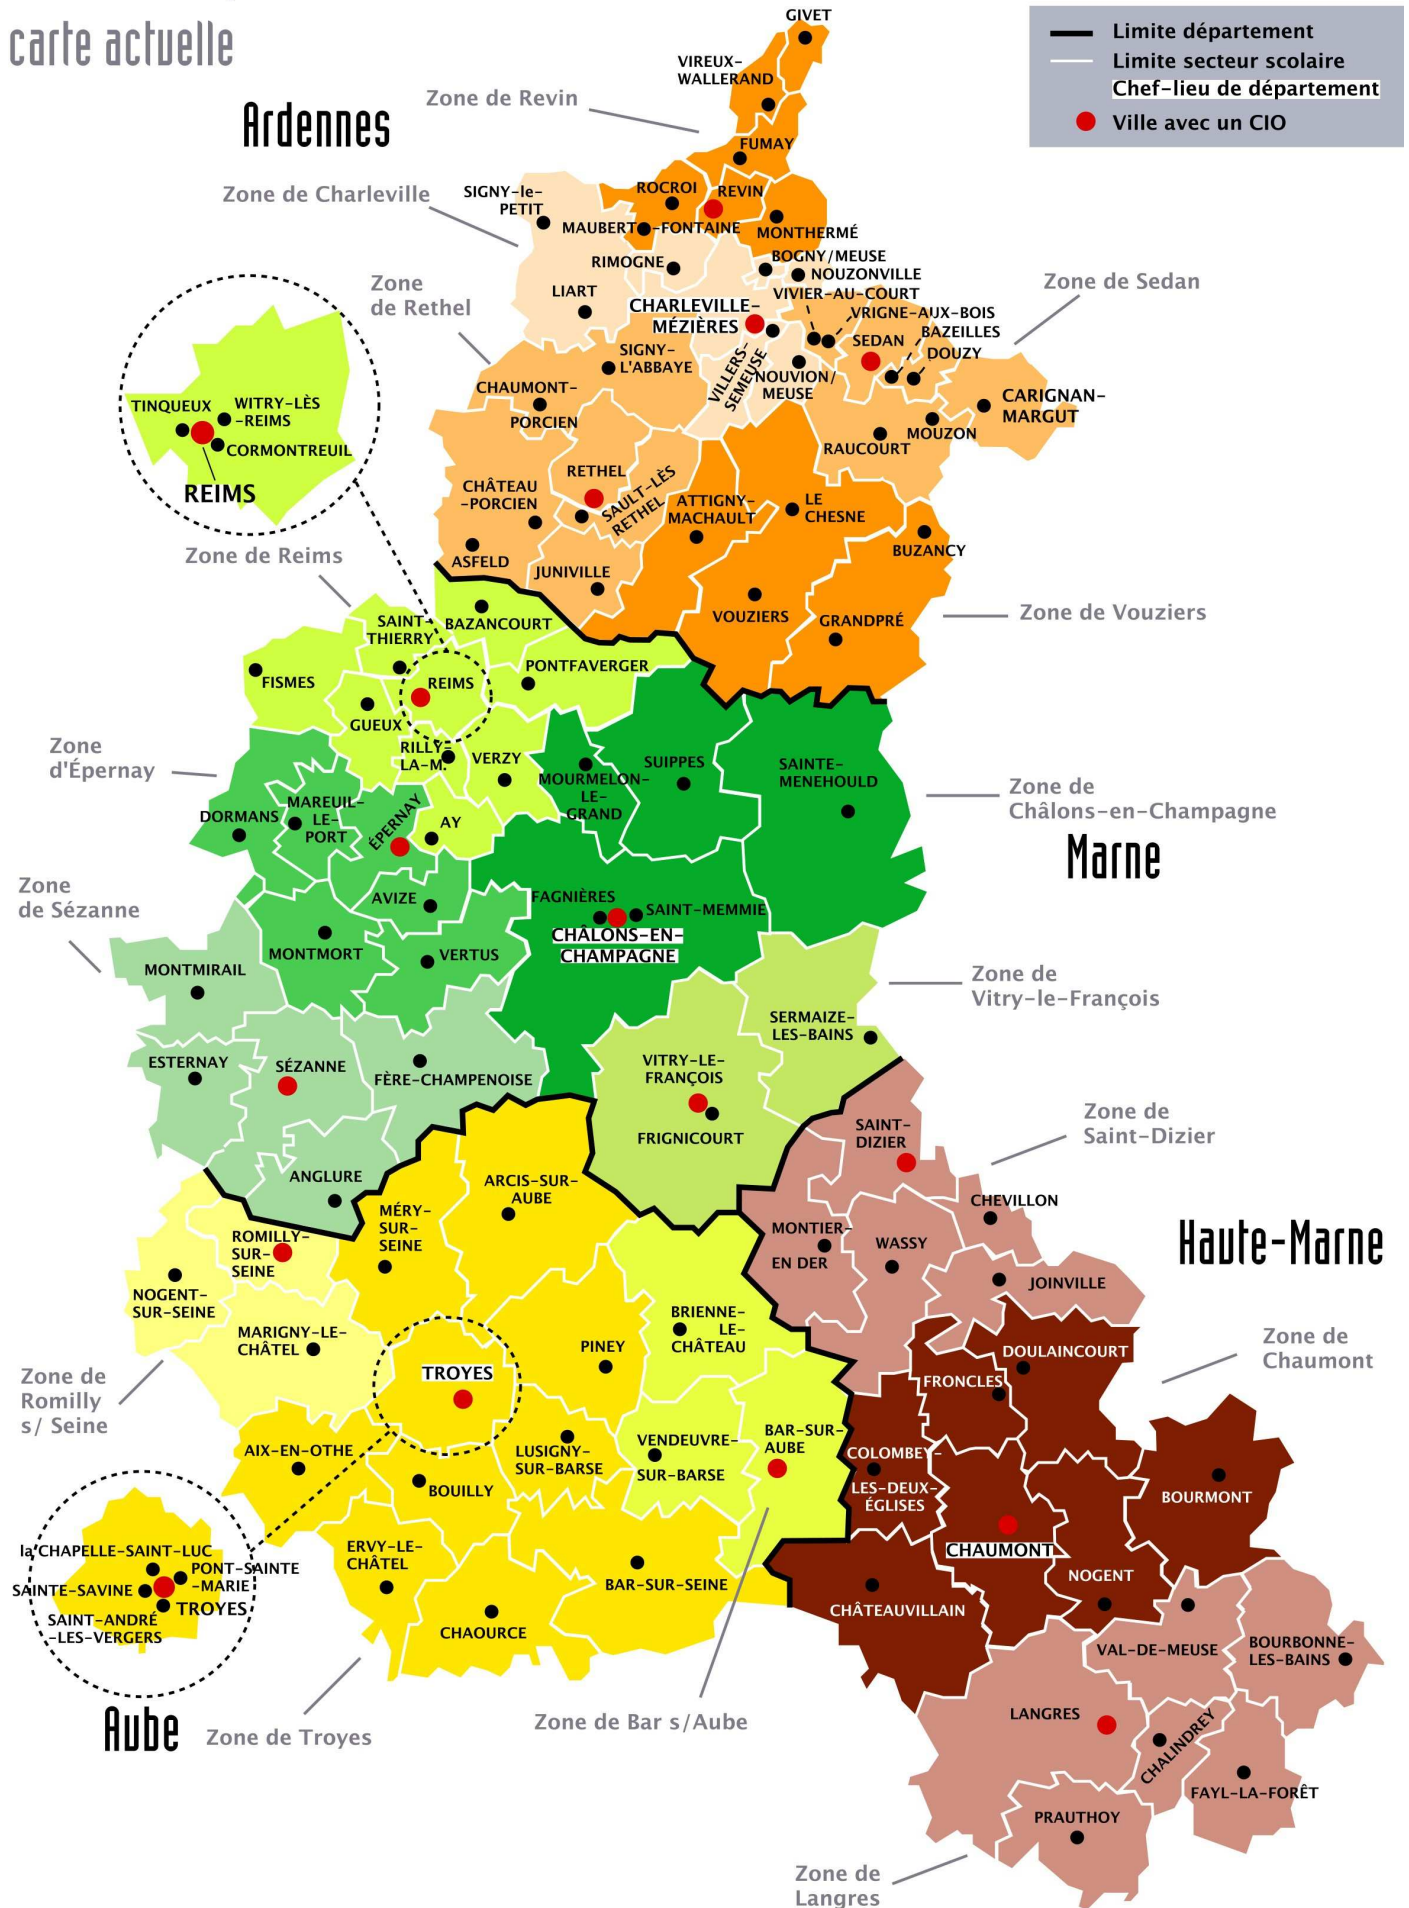 carte actuelle
Limite département
Limite secteur scolaire
Chef-lieu de département
Ville avec un CIO
Ardennes
Zone de Revin
Zone de Charleville
Zone
de Rethel
Zone de Sedan
GIVET
VIREUX-
WALLERAND
FUMAY
SIGNY-le-
PETIT
ROCROI
REVIN
MAUBERT-FONTAINE
MONTHERMÉ
RIMOGNE
BOGNY/MEUSE
NOUZONVILLE
LIART
VIVIER-AU-COURT
CHARLEVILLE-
MÉZIÈRES
VRIGNE-AUX-BOIS
BAZEILLES
SEDAN
DOUZY
SIGNY-
L'ABBAYE
VILLERS-
SEMEUSE
NOUVION/
MEUSE
CHAUMONT-
PORCIEN
CARIGNAN-
MARGUT
MOUZON
RAUCOURT
TINQUEUX
WITRY-LÈS
-REIMS
CORMONTREUIL
REIMS
RETHEL
SAULT-LÈS
RETHEL
CHÂTEAU
-PORCIEN
ATTIGNY-
MACHAULT
LE
CHESNE
BUZANCY
ASFELD
JUNIVILLE
VOUZIERS
GRANDPRÉ
Zone de Vouziers
Zone de Reims
SAINT-
THIERRY
BAZANCOURT
PONTFAVERGER
FISMES
REIMS
GUEUX
RILLY-
LA-M.
VERZY
Zone
d'Épernay
MOURMELON-
LE-
GRAND
SUIPPES
SAINTE-
MENEHOULD
Zone de
Châlons-en-Champagne
Marne
DORMANS
MAREUIL-
LE-
PORT
ÉPERNAY
AY
AVIZE
FAGNIÈRES
SAINT-MEMMIE
CHÂLONS-EN-
CHAMPAGNE
Zone
de Sézanne
MONTMORT
VERTUS
MONTMIRAIL
Zone de
Vitry-le-François
SERMAIZE-
LES-BAINS
ESTERNAY
SÉZANNE
FÈRE-CHAMPENOISE
VITRY-LE-
FRANÇOIS
FRIGNICOURT
Zone de
Saint-Dizier
SAINT-
DIZIER
ANGLURE
ARCIS-SUR-
AUBE
MÉRY-
SUR-
SEINE
CHEVILLON
MONTIER-
EN DER
WASSY
Haute-Marne
JOINVILLE
ROMILLY-
SUR-
SEINE
NOGENT-
SUR-SEINE
MARIGNY-LE-
CHÂTEL
BRIENNE-
LE-
CHÂTEAU
PINEY
TROYES
Zone de
Chaumont
DOULAINCOURT
FRONCLES
Zone de
Romilly
s/ Seine
AIX-EN-OTHE
BOUILLY
LUSIGNY-
SUR-BARSE
VENDEUVRE-
SUR-BARSE
BAR-SUR-
AUBE
COLOMBEY-
LES-DEUX-
ÉGLISES
BOURMONT
CHAUMONT
NOGENT
ERVY-LE-
CHÂTEL
BAR-SUR-SEINE
CHÂTEAUVILLAIN
CHAOURCE
la CHAPELLE-SAINT-LUC
PONT-SAINTE
-MARIE
SAINTE-SAVINE
TROYES
SAINT-ANDRÉ
-LES-VERGERS
VAL-DE-MEUSE
BOURBONNE-
LES-BAINS
LANGRES
CHALINDREY
FAYL-LA-FORÊT
PRAUTHOY
Aube
Zone de Troyes
Zone de Bar s/Aube
Zone de
Langres